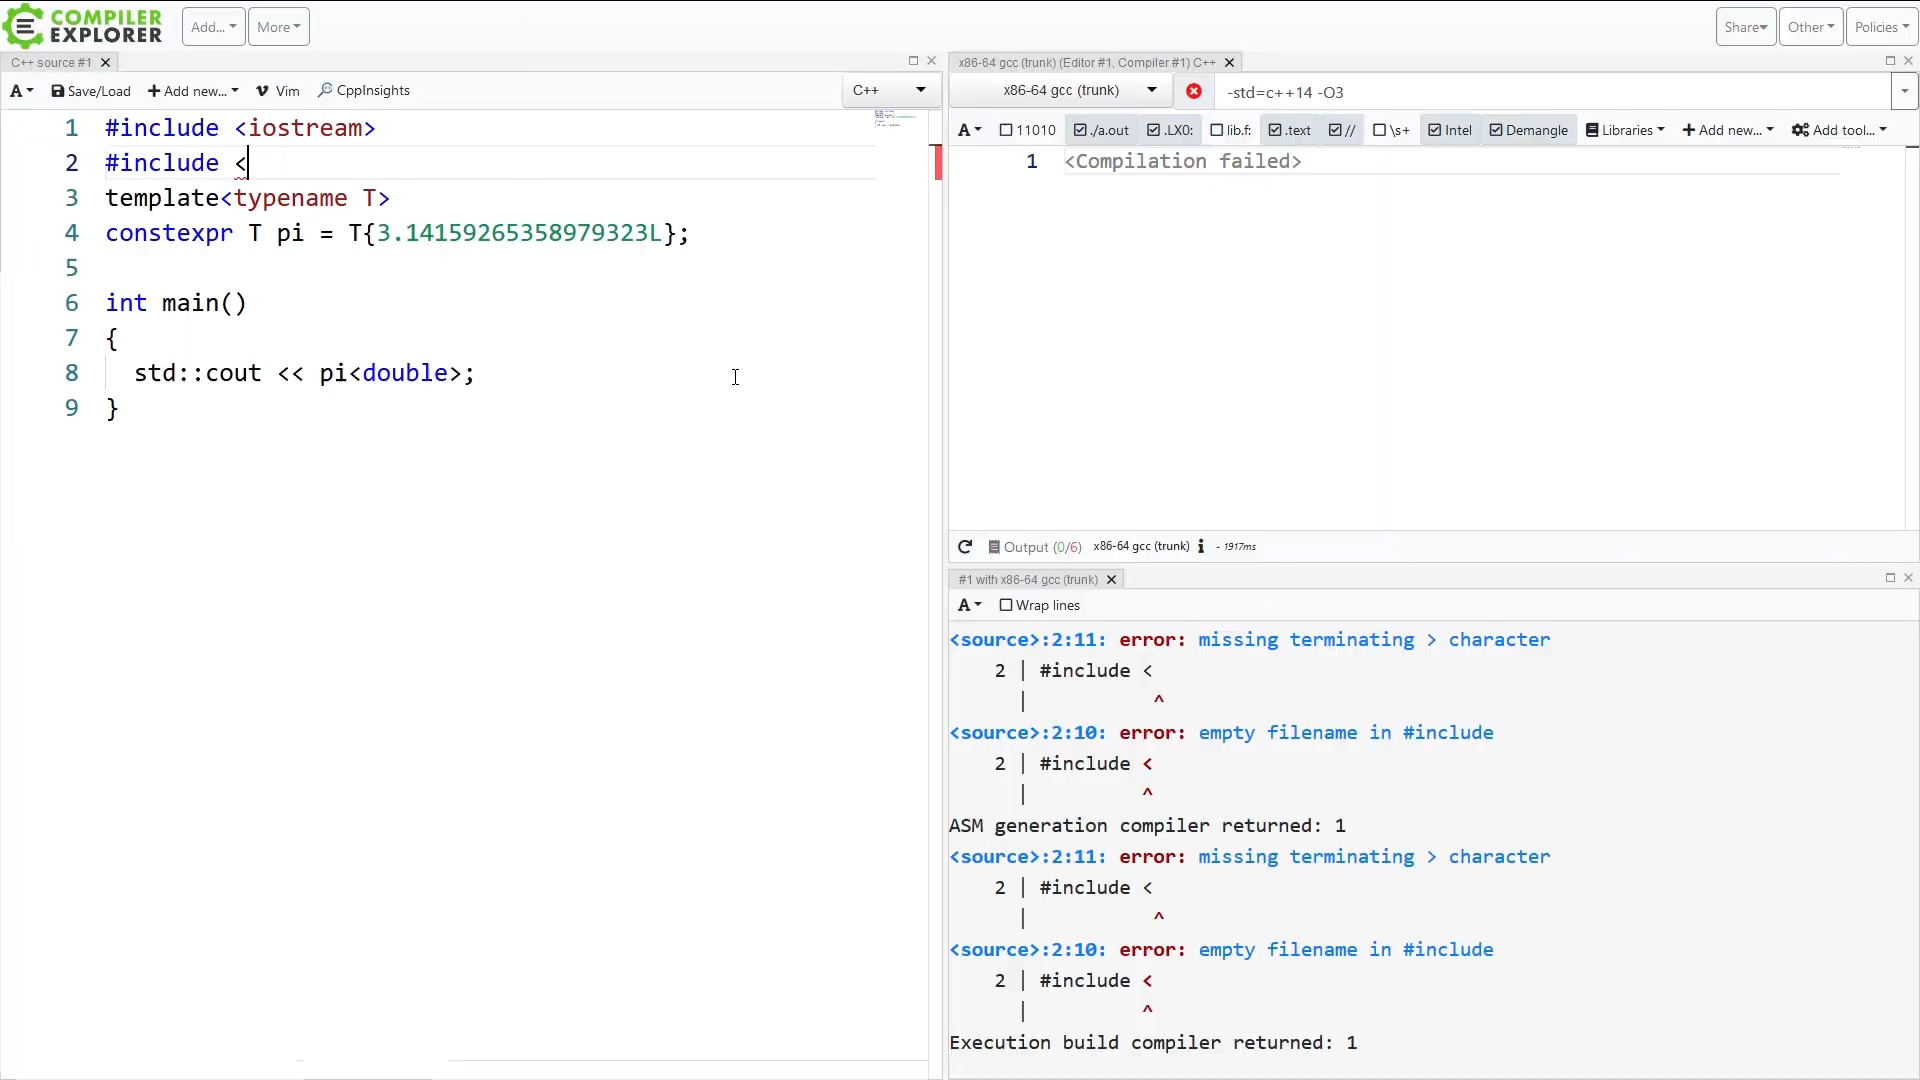 COMPILER
EXPLORER
Add...
More
Share
Other
Policies
C++ source #1
A
Save/Load
Add new...
Vim
CppInsights
C++
1 #include <iostream>
2 #include <
3 template<typename T>
4 constexpr T pi = T{3.14159265358979323L};
5
6 int main()
7 {
8 std::cout << pi<double>;
9 }
x86-64 gcc (trunk) (Editor #1, Compiler #1) C++
x86-64 gcc (trunk)
-std=c++14 -O3
A
11010
./a.out
.LX0:
lib.f:
.text
//
\s+
Intel
Demangle
Libraries
Add new...
Add tool...
1 <Compilation failed>
Output (0/6) x86-64 gcc (trunk) i - 1917ms
#1 with x86-64 gcc (trunk)
A
Wrap lines
<source>:2:11: error: missing terminating > character
2 | #include <
| ^
<source>:2:10: error: empty filename in #include
2 | #include <
| ^
ASM generation compiler returned: 1
<source>:2:11: error: missing terminating > character
2 | #include <
| ^
<source>:2:10: error: empty filename in #include
2 | #include <
| ^
Execution build compiler returned: 1